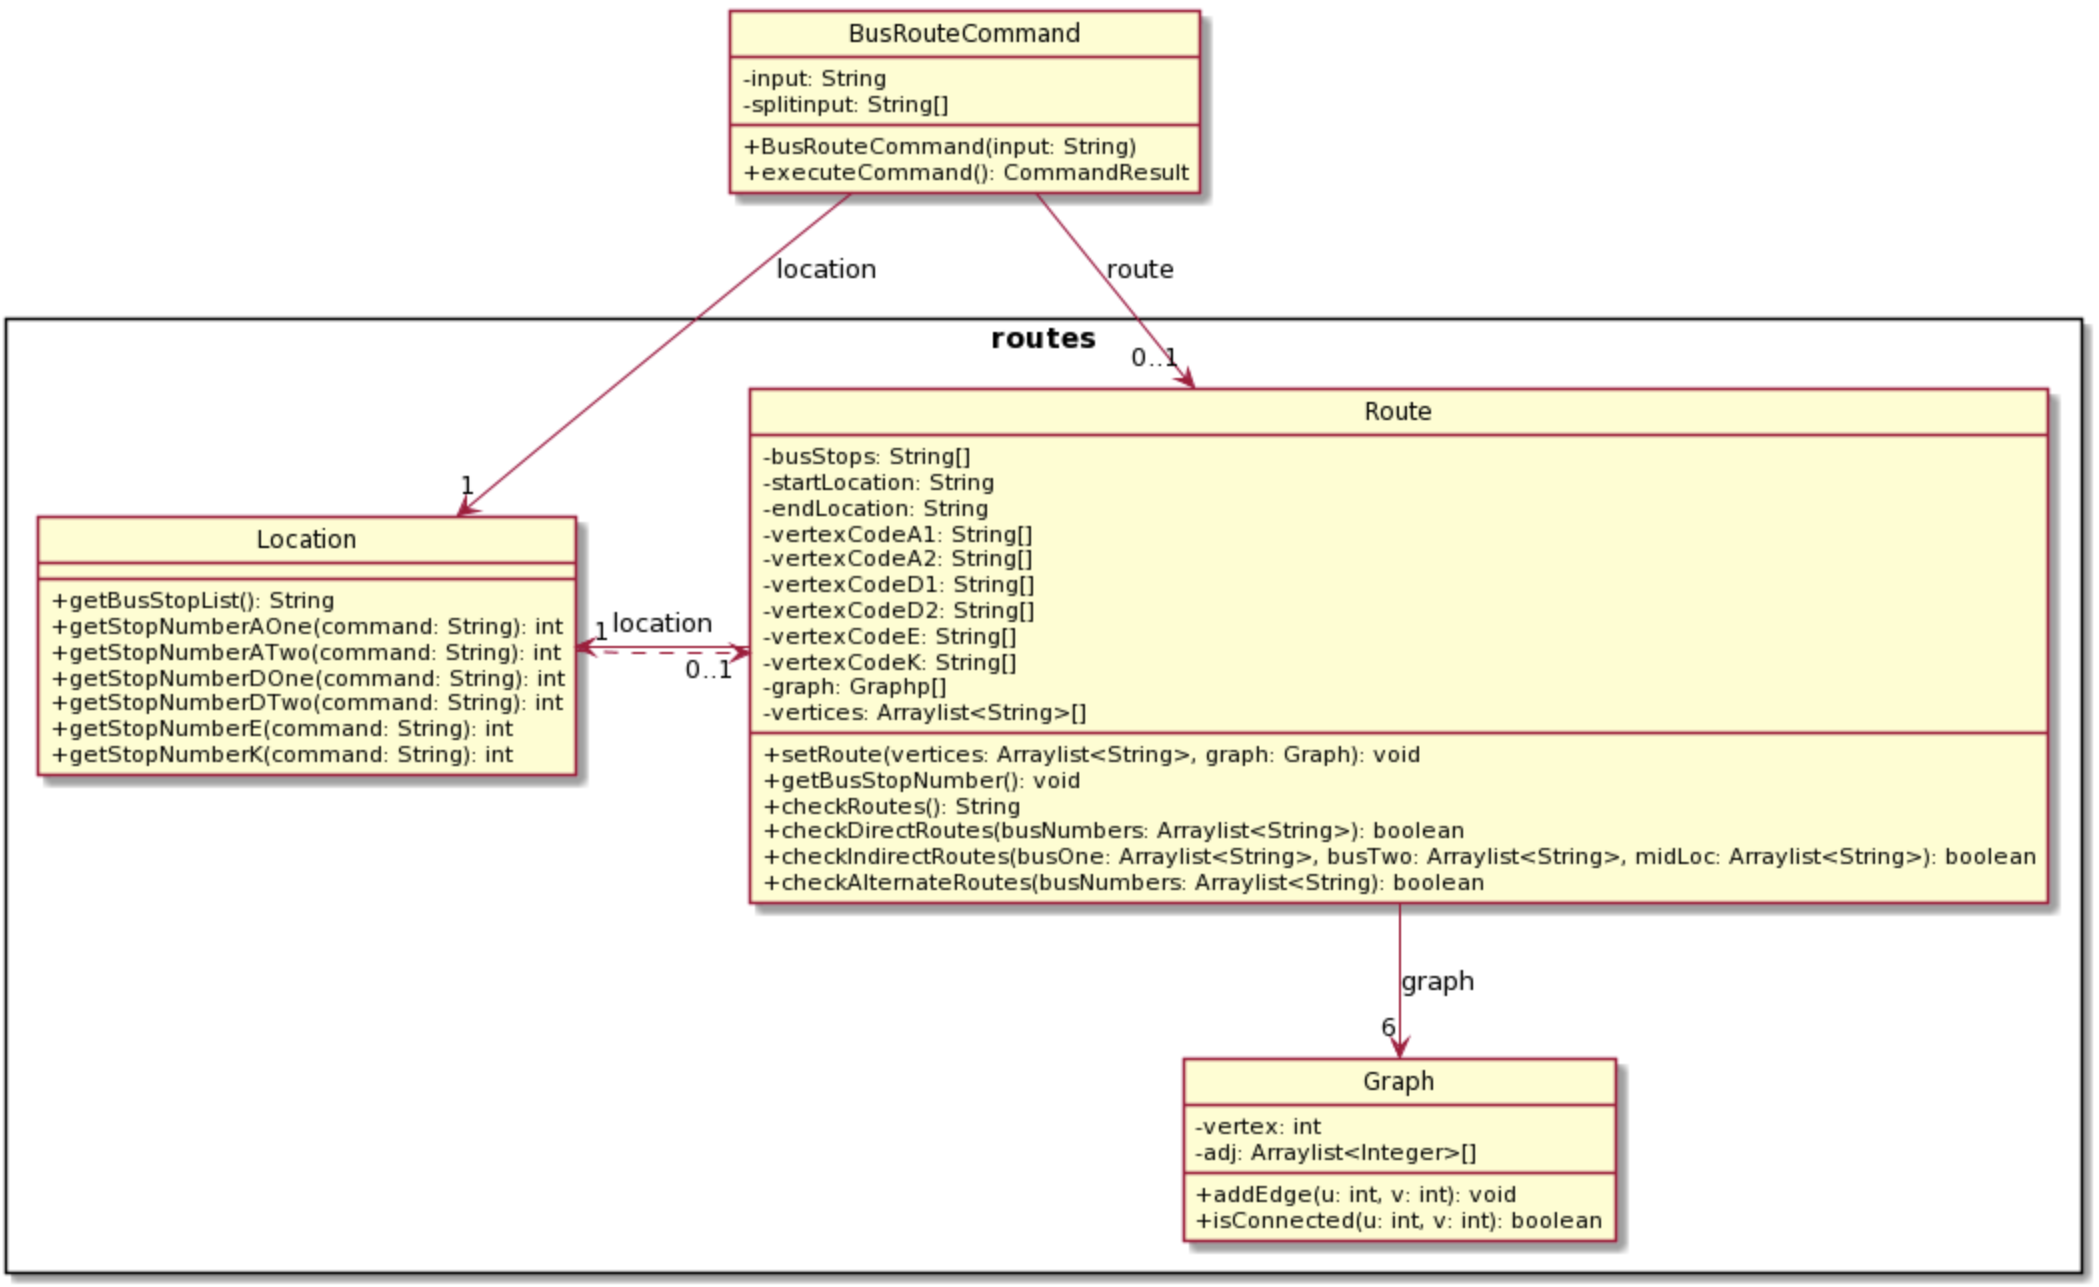 BusRouteCommand
-input: String
-splitinput: String[]
+BusRouteCommand(input: String)
+executeCommand(): CommandResult
location
route
routes
0..1
1
Location
+getBusStopList(): String
+getStopNumberAOne(command: String): int
+getStopNumberATwo(command: String): int
+getStopNumberDOne(command: String): int
+getStopNumberDTwo(command: String): int
+getStopNumberE(command: String): int
+getStopNumberK(command: String): int
1
location
0..1
Route
-busStops: String[]
-startLocation: String
-endLocation: String
-vertexCodeA1: String[]
-vertexCodeA2: String[]
-vertexCodeD1: String[]
-vertexCodeD2: String[]
-vertexCodeE: String[]
-vertexCodeK: String[]
-graph: Graphp[]
-vertices: Arraylist<String>[]
+setRoute(vertices: Arraylist<String>, graph: Graph): void
+getBusStopNumber(): void
+checkRoutes(): String
+checkDirectRoutes(busNumbers: Arraylist<String>): boolean
+checkIndirectRoutes(busOne: Arraylist<String>, busTwo: Arraylist<String>, midLoc: Arraylist<String>): boolean
+checkAlternateRoutes(busNumbers: Arraylist<String): boolean
graph
6
Graph
-vertex: int
-adj: Arraylist<Integer>[]
+addEdge(u: int, v: int): void
+isConnected(u: int, v: int): boolean